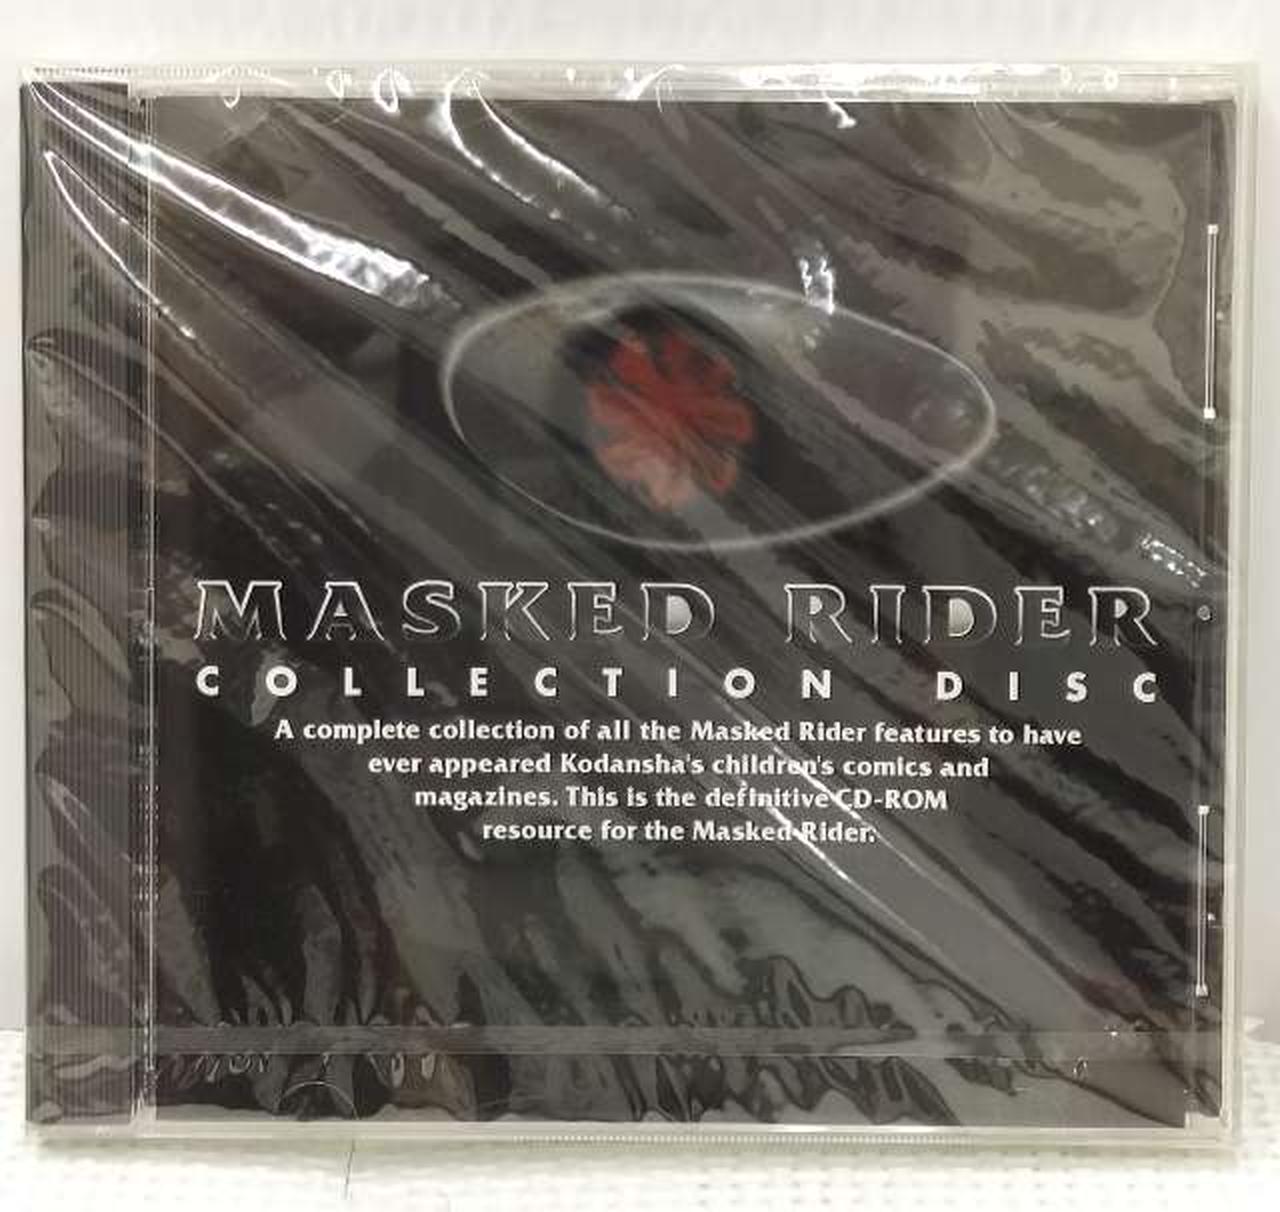 MASKED RIDER
COLLECTION DISC
A complete collection of all the Masked Rider features to have
ever appeared Kodansha's children's comics and
magazines. This is the definitive CD-ROM
resource for the Masked Rider.